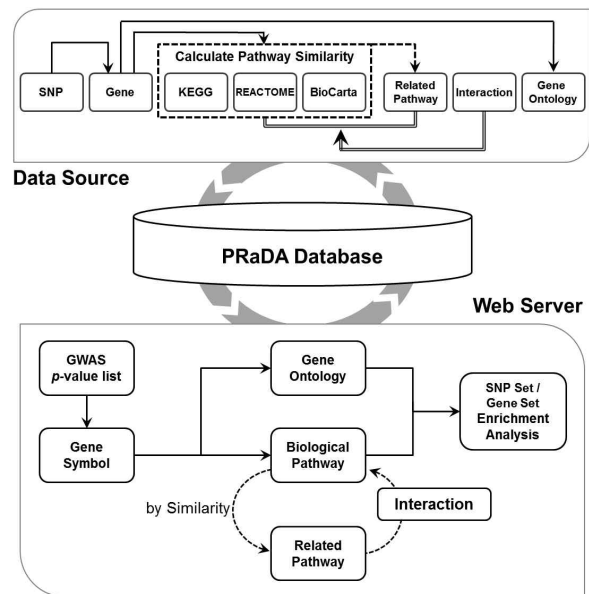 Calculate Pathway Similarity
SNP
Gene
KEGG
REACTOME
BioCarta
Related
Pathway
Interaction
Gene
Ontology
Data Source
PRaDA Database
Web Server
GWAS
p-value list
Gene
Ontology
SNP Set /
Gene Set
Enrichment
Analysis
Gene
Symbol
Biological
Pathway
by Similarity
Interaction
Related
Pathway